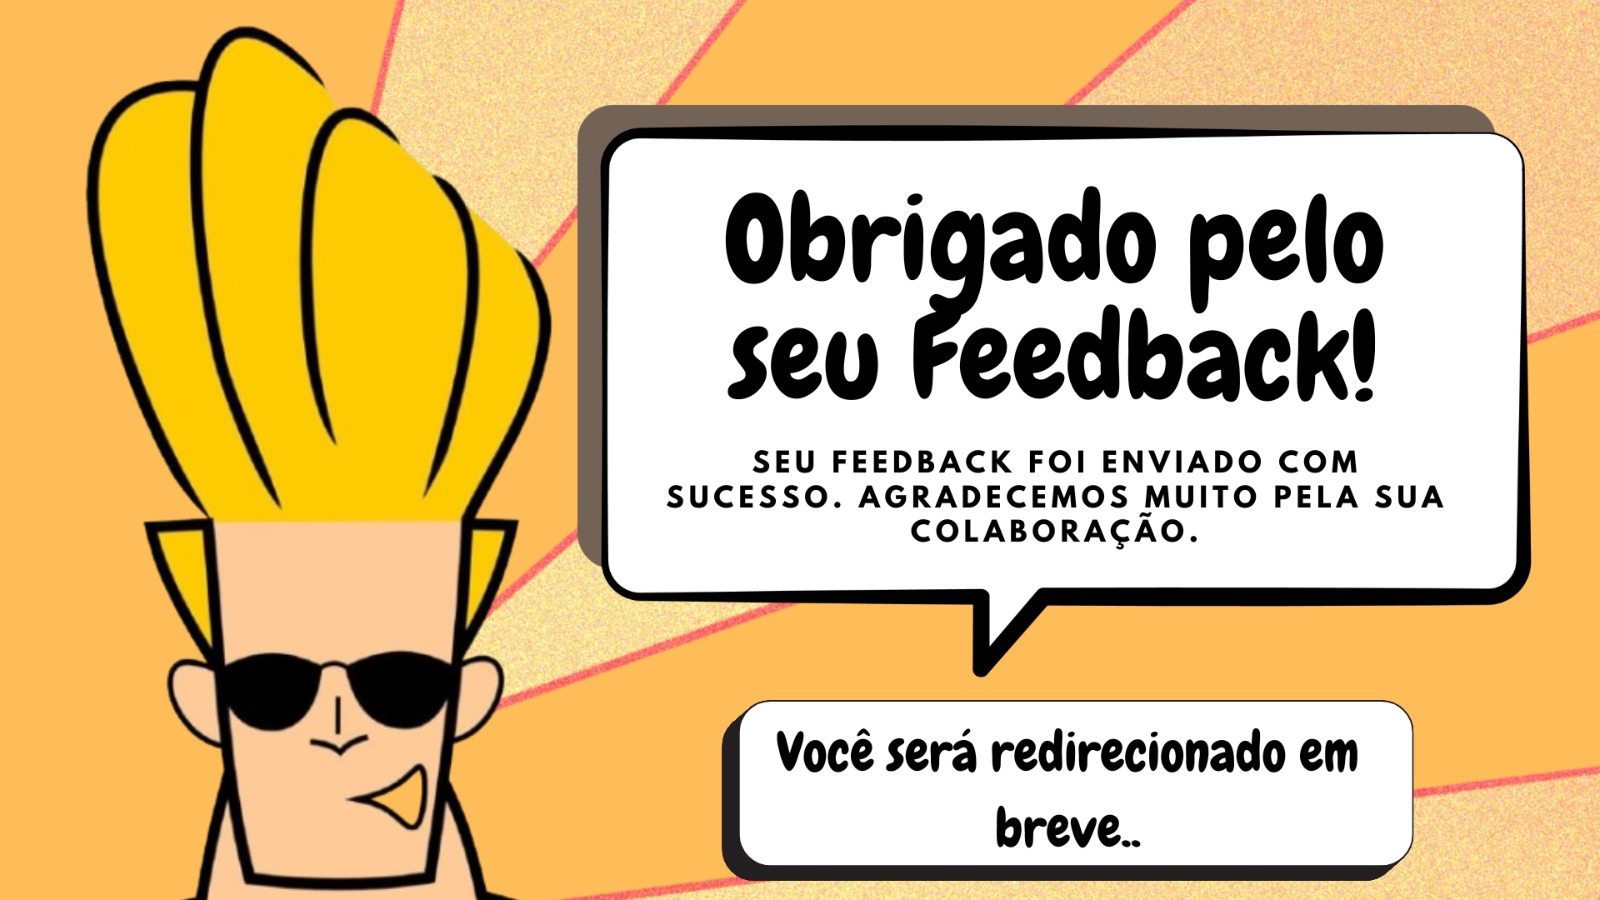 Obrigado pelo
seu Feedback!
SEU FEEDBACK FOI ENVIADO COM
SUCESSO. AGRADECEMOS MUITO PELA SUA
COLABORAÇÃO.
Você será redirecionado em
breve..